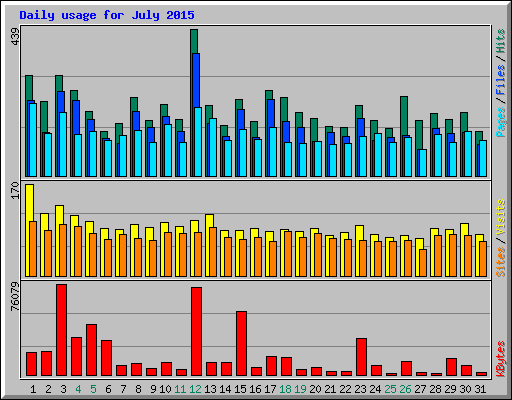 Daily usage for July 2015
439
Pages/Files/Hits
170
Sites/Visits
76079
KBytes
1 2 3 4 5 6 7 8 9 10 11 12 13 14 15 16 17 18 19 20 21 22 23 24 25 26 27 28 29 30 31